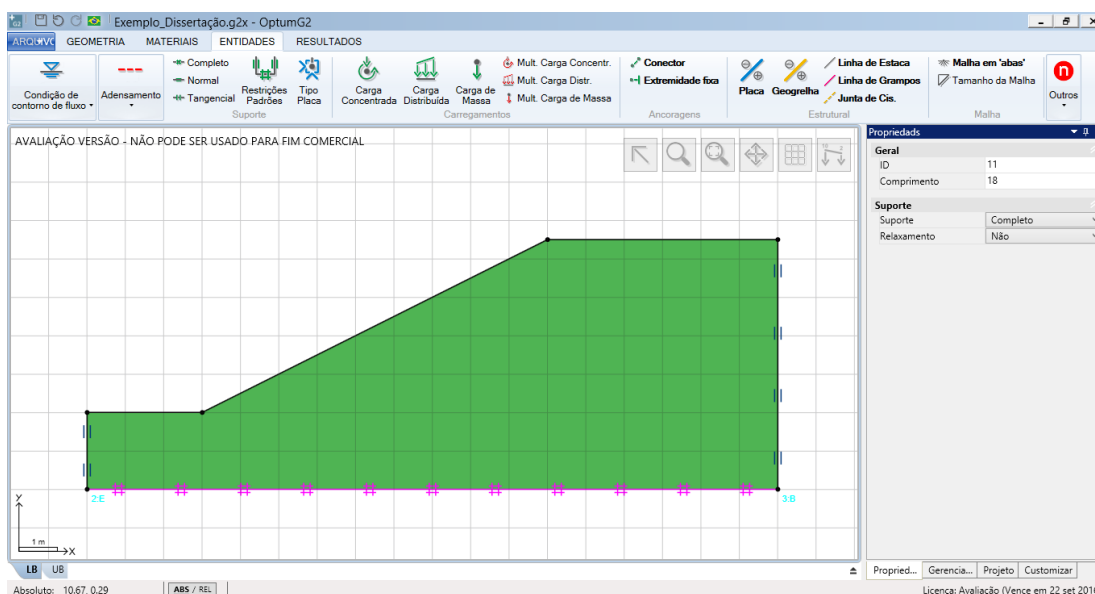 Exemplo_Dissertação.g2x - OptumG2
ARQUIVO GEOMETRIA MATERIAIS ENTIDADES RESULTADOS
Condição de contorno de fluxo
Adensamento
Completo
Normal
Tangencial
Restrições Padrões
Tipo Placa
Suporte
Carga Concentrada
Carga Distribuída
Carga de Massa
Mult. Carga Concentr.
Mult. Carga Distr.
Mult. Carga de Massa
Carregamentos
Conector
Extremidade fixa
Ancoragens
Placa
Geogrelha
Linha de Estaca
Linha de Grampos
Junta de Cis.
Estrutural
Malha em 'abas'
Tamanho da Malha
Malha
n
Outros
AVALIAÇÃO VERSÃO - NÃO PODE SER USADO PARA FIM COMERCIAL
2:E
3:B
Y
1 m
X
LB UB
Propriedads
Geral
ID 11
Comprimento 18
Suporte
Suporte Completo
Relaxamento Não
Propried... Gerencia... Projeto Customizar
Absoluto: 10.67, 0.29 ABS / REL
Licença: Avaliação (Vence em 22 set 2016